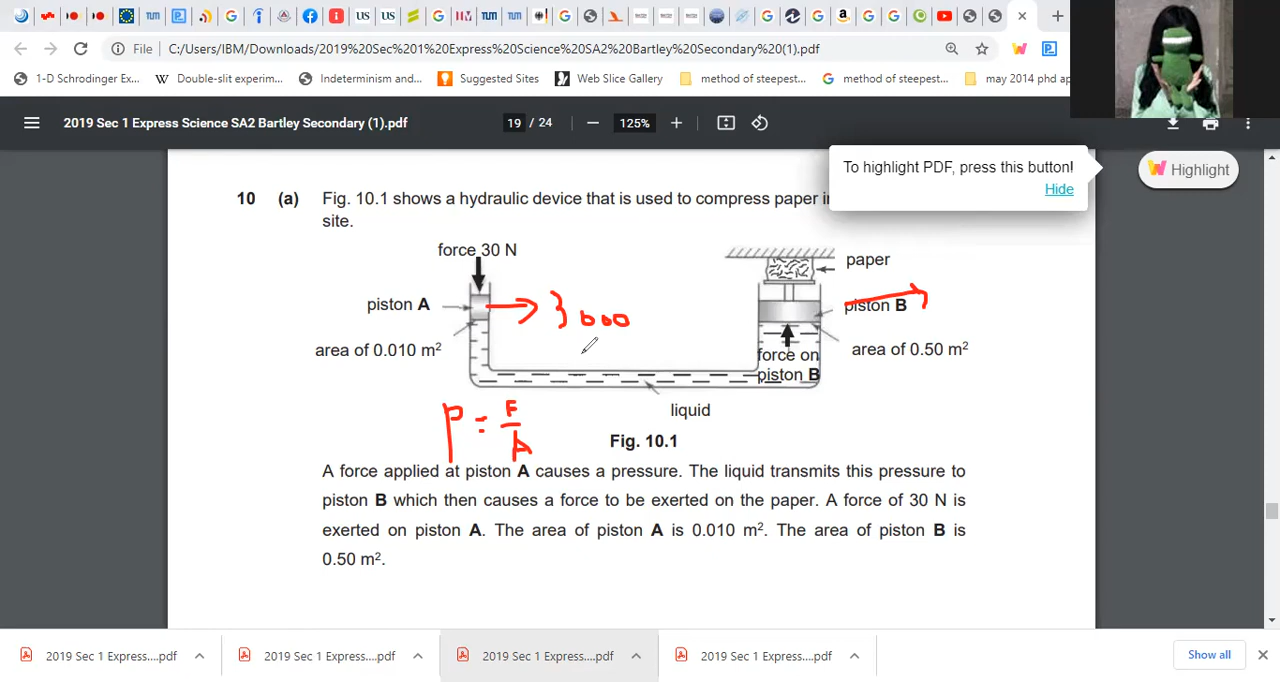 File | C:/Users/IBM/Downloads/2019%20Sec%201%20Express%20Science%20SA2%20Bartley%20Secondary%20(1).pdf
1-D Schrodinger Ex... Double-slit experim... Indeterminism and... Suggested Sites Web Slice Gallery method of steepest... method of steepest... may 2014 phd ap
2019 Sec 1 Express Science SA2 Bartley Secondary (1).pdf 19 / 24 125%
To highlight PDF, press this button!
Hide
Highlight
10 (a) Fig. 10.1 shows a hydraulic device that is used to compress paper
site.
force 30 N
paper
piston A
3000
piston B
area of 0.010 m²
force on
piston B
area of 0.50 m²
liquid
P = F
A
Fig. 10.1
A force applied at piston A causes a pressure. The liquid transmits this pressure to
piston B which then causes a force to be exerted on the paper. A force of 30 N is
exerted on piston A. The area of piston A is 0.010 m². The area of piston B is
0.50 m².
2019 Sec 1 Express....pdf 2019 Sec 1 Express....pdf 2019 Sec 1 Express....pdf 2019 Sec 1 Express....pdf Show all